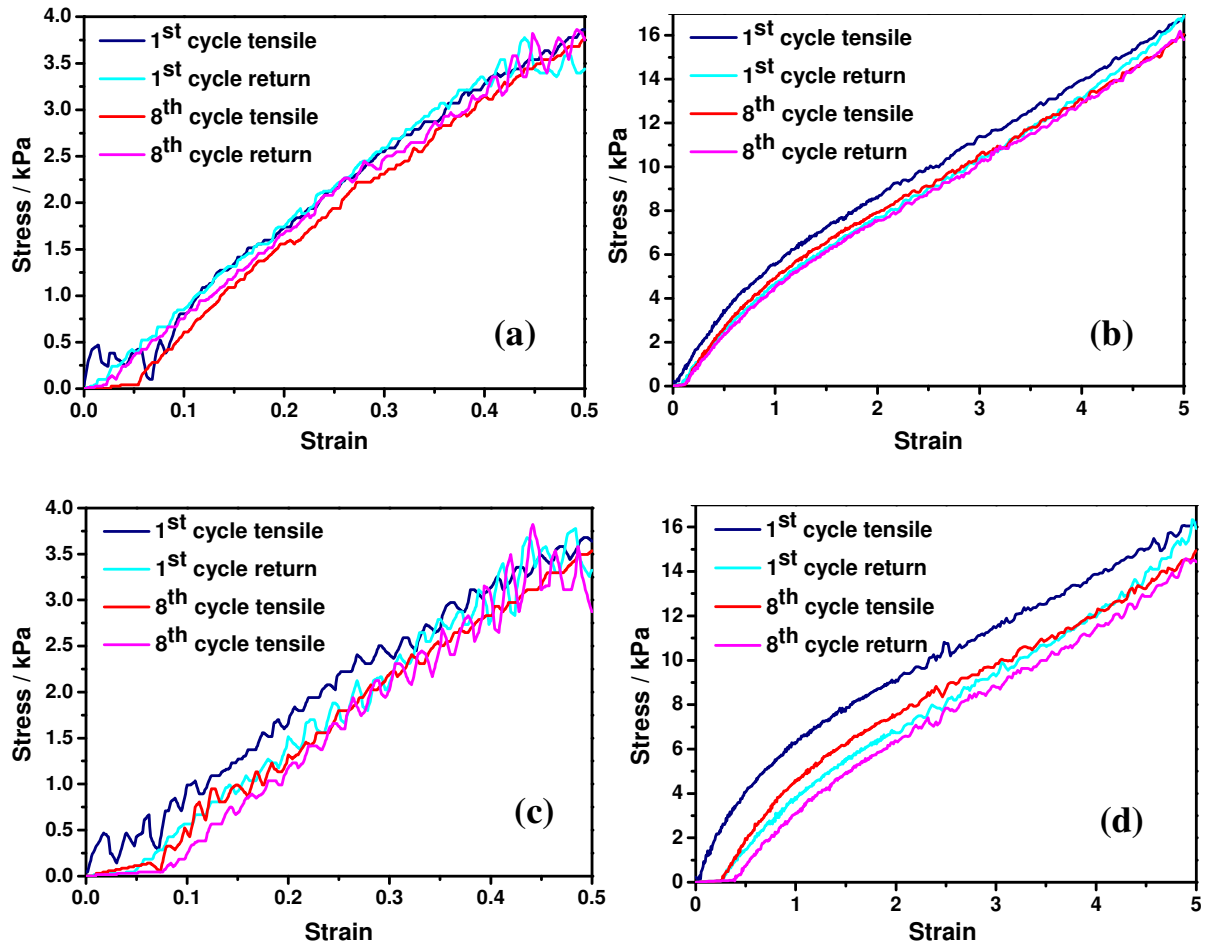 4.0
3.5
3.0
2.5
2.0
1.5
1.0
0.5
0.0
Stress / kPa
1st cycle tensile
1st cycle return
8th cycle tensile
8th cycle return
(a)
0.0 0.1 0.2 0.3 0.4 0.5
Strain
16
14
12
10
8
6
4
2
0
Stress / kPa
1st cycle tensile
1st cycle return
8th cycle tensile
8th cycle return
(b)
0 1 2 3 4 5
Strain
4.0
3.5
3.0
2.5
2.0
1.5
1.0
0.5
0.0
Stress / kPa
1st cycle tensile
1st cycle return
8th cycle tensile
8th cycle tensile
(c)
0.0 0.1 0.2 0.3 0.4 0.5
Strain
16
14
12
10
8
6
4
2
0
Stress / kPa
1st cycle tensile
1st cycle return
8th cycle tensile
8th cycle return
(d)
0 1 2 3 4 5
Strain